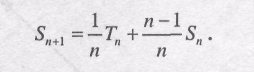 S_{n+1} = \frac{1}{n} T_n + \frac{n-1}{n} S_n .